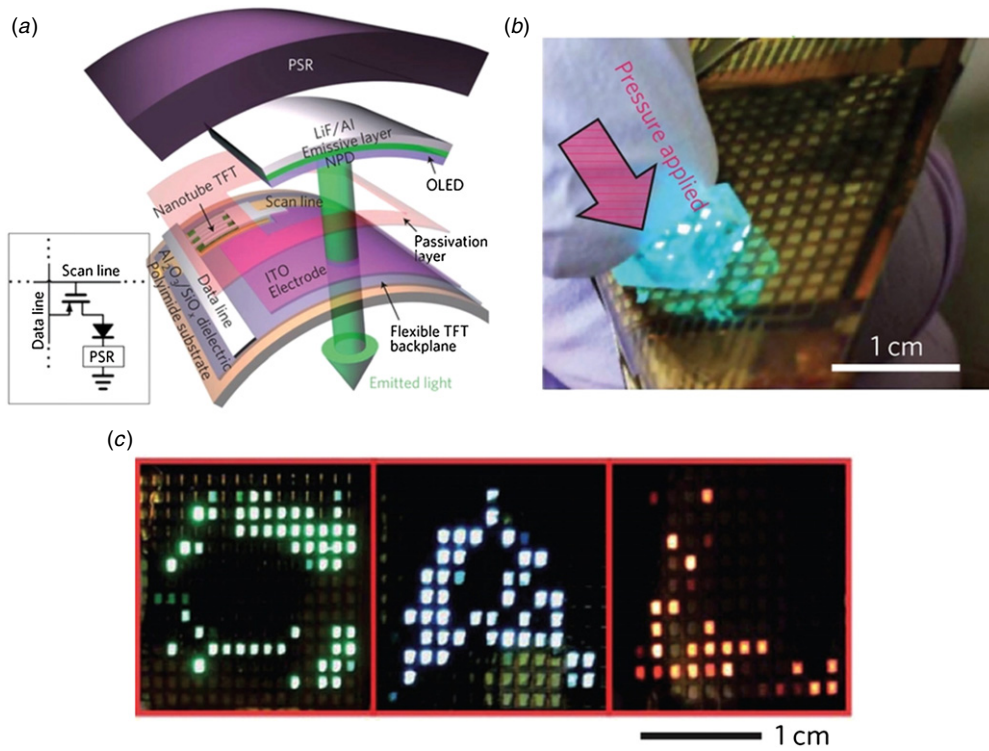 (a)
PSR
LiF/Al
Emissive layer
NPD
OLED
Nanotube TFT
Scan line
Passivation
layer
Al2O3/SiOx dielectric
Polyimide substrate
Data line
ITO
Electrode
Flexible TFT
backplane
Emitted light
Scan line
Data line
PSR
(b)
Pressure applied
1 cm
(c)
1 cm